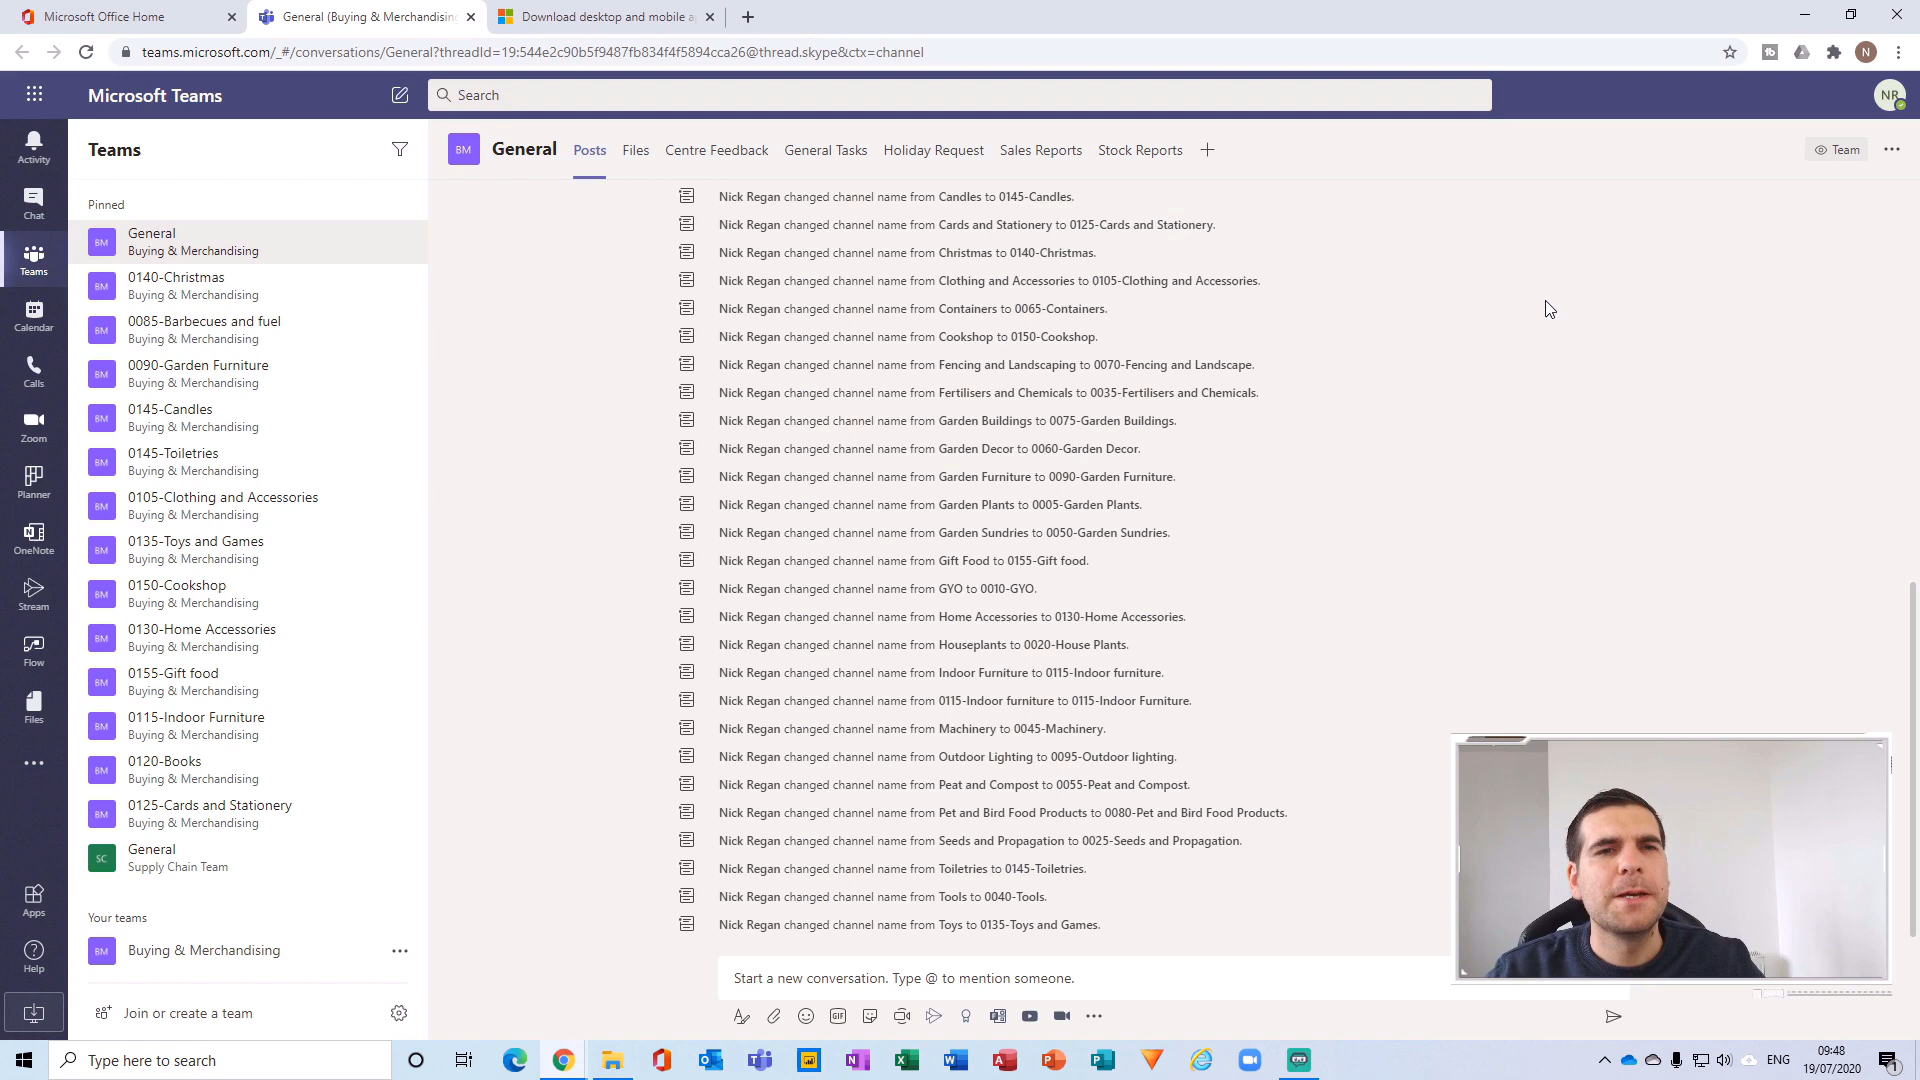 Microsoft Office Home
General (Buying & Merchandising
Download desktop and mobile a
teams.microsoft.com/_#/conversations/General?threadId=19:544e2c90b5f9487fb834f4f5894cca26@thread.skype&ctx=channel
N
Microsoft Teams
Search
NR
Activity
Chat
Teams
Calendar
Calls
Zoom
Planner
OneNote
Stream
Flow
Files
Apps
Help
Teams
Pinned
BM General
Buying & Merchandising
BM 0140-Christmas
Buying & Merchandising
BM 0085-Barbecues and fuel
Buying & Merchandising
BM 0090-Garden Furniture
Buying & Merchandising
BM 0145-Candles
Buying & Merchandising
BM 0145-Toiletries
Buying & Merchandising
BM 0105-Clothing and Accessories
Buying & Merchandising
BM 0135-Toys and Games
Buying & Merchandising
BM 0150-Cookshop
Buying & Merchandising
BM 0130-Home Accessories
Buying & Merchandising
BM 0155-Gift food
Buying & Merchandising
BM 0115-Indoor Furniture
Buying & Merchandising
BM 0120-Books
Buying & Merchandising
BM 0125-Cards and Stationery
Buying & Merchandising
SC General
Supply Chain Team
Your teams
BM Buying & Merchandising
Join or create a team
BM General Posts Files Centre Feedback General Tasks Holiday Request Sales Reports Stock Reports
Team
Nick Regan changed channel name from Candles to 0145-Candles.
Nick Regan changed channel name from Cards and Stationery to 0125-Cards and Stationery.
Nick Regan changed channel name from Christmas to 0140-Christmas.
Nick Regan changed channel name from Clothing and Accessories to 0105-Clothing and Accessories.
Nick Regan changed channel name from Containers to 0065-Containers.
Nick Regan changed channel name from Cookshop to 0150-Cookshop.
Nick Regan changed channel name from Fencing and Landscaping to 0070-Fencing and Landscape.
Nick Regan changed channel name from Fertilisers and Chemicals to 0035-Fertilisers and Chemicals.
Nick Regan changed channel name from Garden Buildings to 0075-Garden Buildings.
Nick Regan changed channel name from Garden Decor to 0060-Garden Decor.
Nick Regan changed channel name from Garden Furniture to 0090-Garden Furniture.
Nick Regan changed channel name from Garden Plants to 0005-Garden Plants.
Nick Regan changed channel name from Garden Sundries to 0050-Garden Sundries.
Nick Regan changed channel name from Gift Food to 0155-Gift food.
Nick Regan changed channel name from GYO to 0010-GYO.
Nick Regan changed channel name from Home Accessories to 0130-Home Accessories.
Nick Regan changed channel name from Houseplants to 0020-House Plants.
Nick Regan changed channel name from Indoor Furniture to 0115-Indoor furniture.
Nick Regan changed channel name from 0115-Indoor furniture to 0115-Indoor Furniture.
Nick Regan changed channel name from Machinery to 0045-Machinery.
Nick Regan changed channel name from Outdoor Lighting to 0095-Outdoor lighting.
Nick Regan changed channel name from Peat and Compost to 0055-Peat and Compost.
Nick Regan changed channel name from Pet and Bird Food Products to 0080-Pet and Bird Food Products.
Nick Regan changed channel name from Seeds and Propagation to 0025-Seeds and Propagation.
Nick Regan changed channel name from Toiletries to 0145-Toiletries.
Nick Regan changed channel name from Tools to 0040-Tools.
Nick Regan changed channel name from Toys to 0135-Toys and Games.
Start a new conversation. Type @ to mention someone.
GIF
Type here to search
ENG
09:48
19/07/2020
1